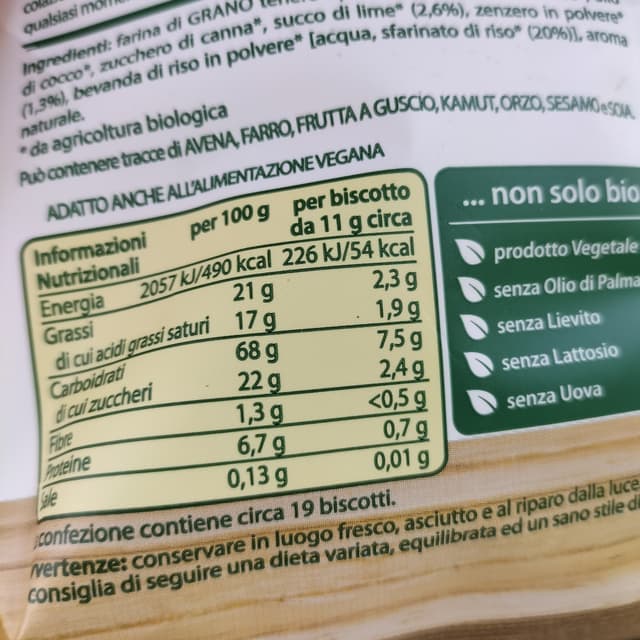 qualsiasi
Ingredienti: farina di GRANO
di cocco*, zucchero di canna*, succo di lime* (2,6%), zenzero in polvere*
(1,3%), bevanda di riso in polvere* [acqua, sfarinato di riso* (20%)], aroma
naturale.
*da agricoltura biologica
Può contenere tracce di AVENA, FARRO, FRUTTA A GUSCIO, KAMUT, ORZO, SESAMO e SOIA
ADATTO ANCHE ALL'ALIMENTAZIONE VEGANA
Informazioni Nutrizionali per 100 g per biscotto da 11 g circa
Energia 2057 kJ/490 kcal 226 kJ/54 kcal
Grassi 21 g 2,3 g
di cui acidi grassi saturi 17 g 1,9 g
Carboidrati 68 g 7,5 g
di cui zuccheri 22 g 2,4 g
Fibre 1,3 g <0,5 g
Proteine 6,7 g 0,7 g
Sale 0,13 g 0,01 g
confezione contiene circa 19 biscotti.
vvertenze: conservare in luogo fresco, asciutto e al riparo dalla luce
consiglia di seguire una dieta variata, equilibrata ed un sano stile di
... non solo bio
prodotto Vegetale
senza Olio di Palma
senza Lievito
senza Lattosio
senza Uova